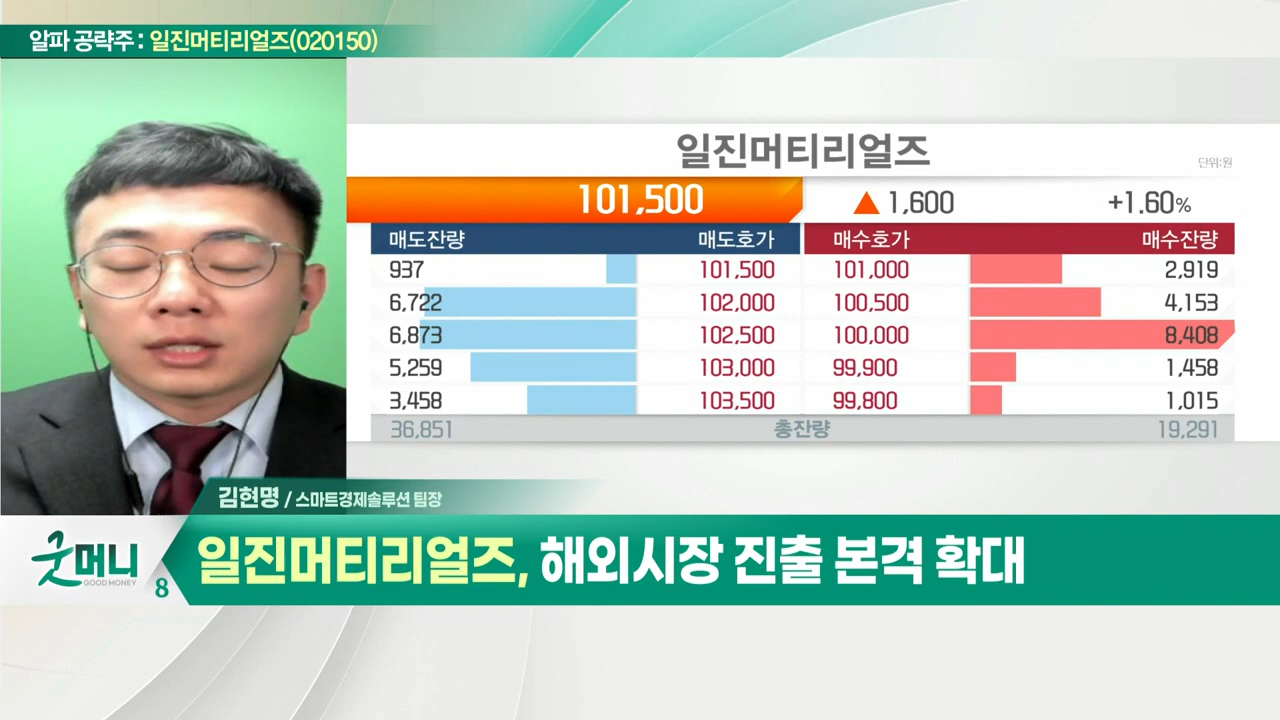 알파 공략주 : 일진머티리얼즈(020150)
일진머티리얼즈
단위:원
101,500 ▲ 1,600 +1.60%
매도잔량 매도호가 매수호가 매수잔량
937 101,500 101,000 2,919
6,722 102,000 100,500 4,153
6,873 102,500 100,000 8,408
5,259 103,000 99,900 1,458
3,458 103,500 99,800 1,015
36,851 총잔량 19,291
김현명 / 스마트경제솔루션 팀장
굿머니
GOOD MONEY
8
일진머티리얼즈, 해외시장 진출 본격 확대